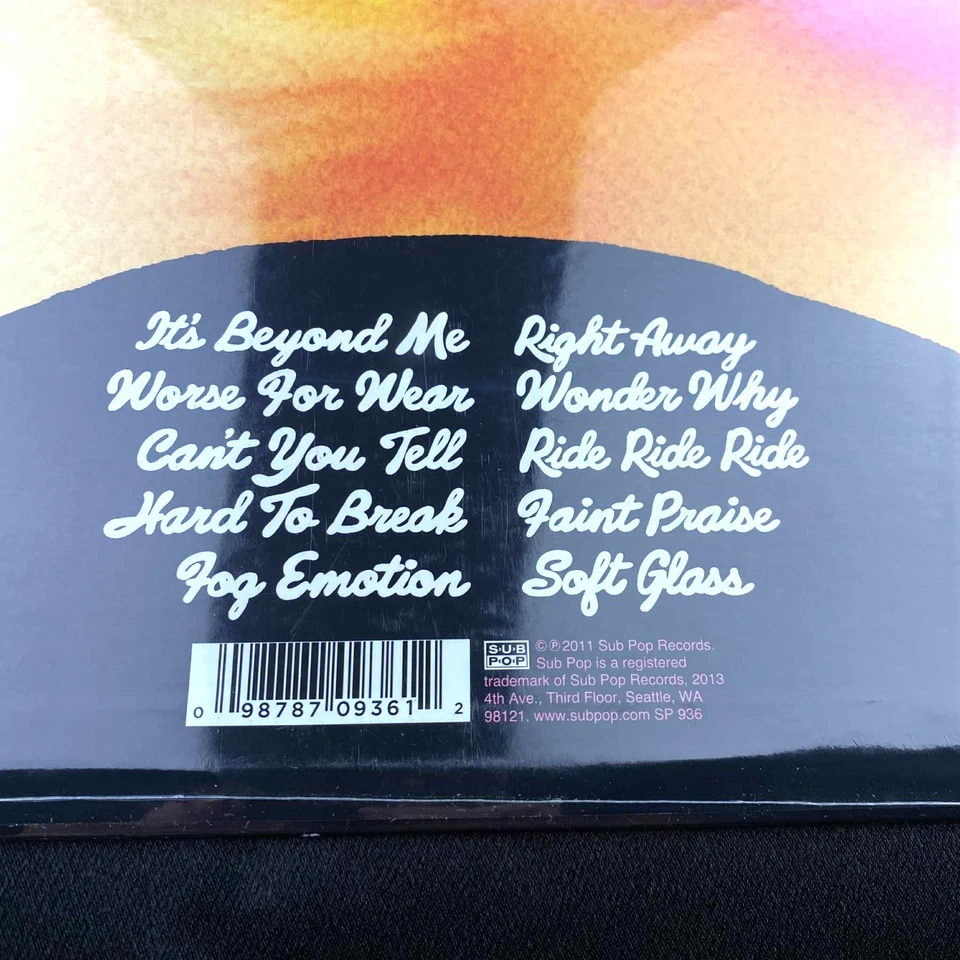 It's Beyond Me
Worse For Wear
Can't You Tell
Hard To Break
Fog Emotion
Right Away
Wonder Why
Ride Ride Ride
Faint Praise
Soft Glass
0 98787 09361 2
SUB
POP
©℗2011 Sub Pop Records.
Sub Pop is a registered
trademark of Sub Pop Records, 2013
4th Ave., Third Floor, Seattle, WA
98121. www.subpop.com SP 936